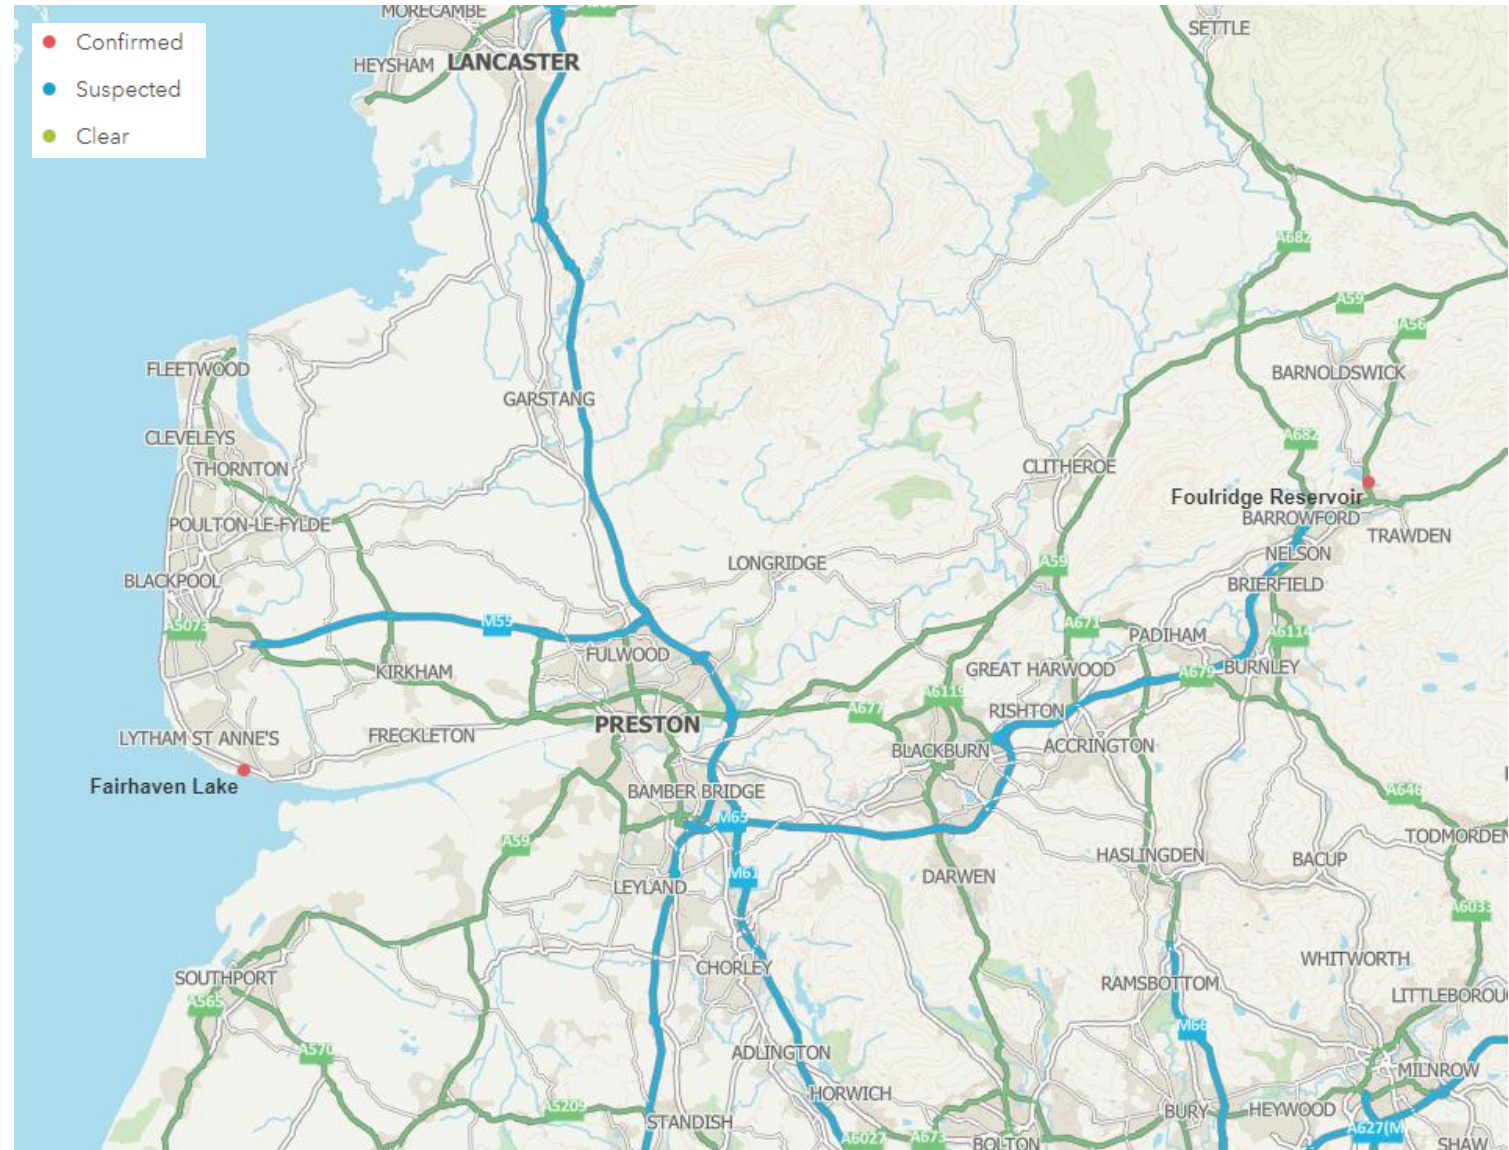 MORECAMBE
SETTLE
Confirmed
HEYSHAM
LANCASTER
Suspected
Clear
A682
A59
A56
FLEETWOOD
BARNOLDSWICK
GARSTANG
CLEVELEYS
A682
THORNTON
CLITHEROE
Foulridge Reservoir
POULTON-LE-FYLDE
BARROWFORD
TRAWDEN
NELSON
LONGRIDGE
A59
BLACKPOOL
BRIERFIELD
A5073
M55
A671
PADIHAM
A6114
FULWOOD
KIRKHAM
GREAT HARWOOD
A679
BURNLEY
A6119
A677
RISHTON
PRESTON
LYTHAM ST ANNE'S
FRECKLETON
BLACKBURN
ACCRINGTON
Fairhaven Lake
BAMBER BRIDGE
A646
M65
TODMORDEN
A59
HASLINGDEN
BACUP
M61
DARWEN
LEYLAND
A6033
WHITWORTH
CHORLEY
SOUTHPORT
RAMSBOTTOM
A565
LITTLEBOROU
M66
A570
ADLINGTON
MILNROW
HORWICH
A5209
BURY
HEYWOOD
STANDISH
A627(M
A6027
A673
BOLTON
SHAW